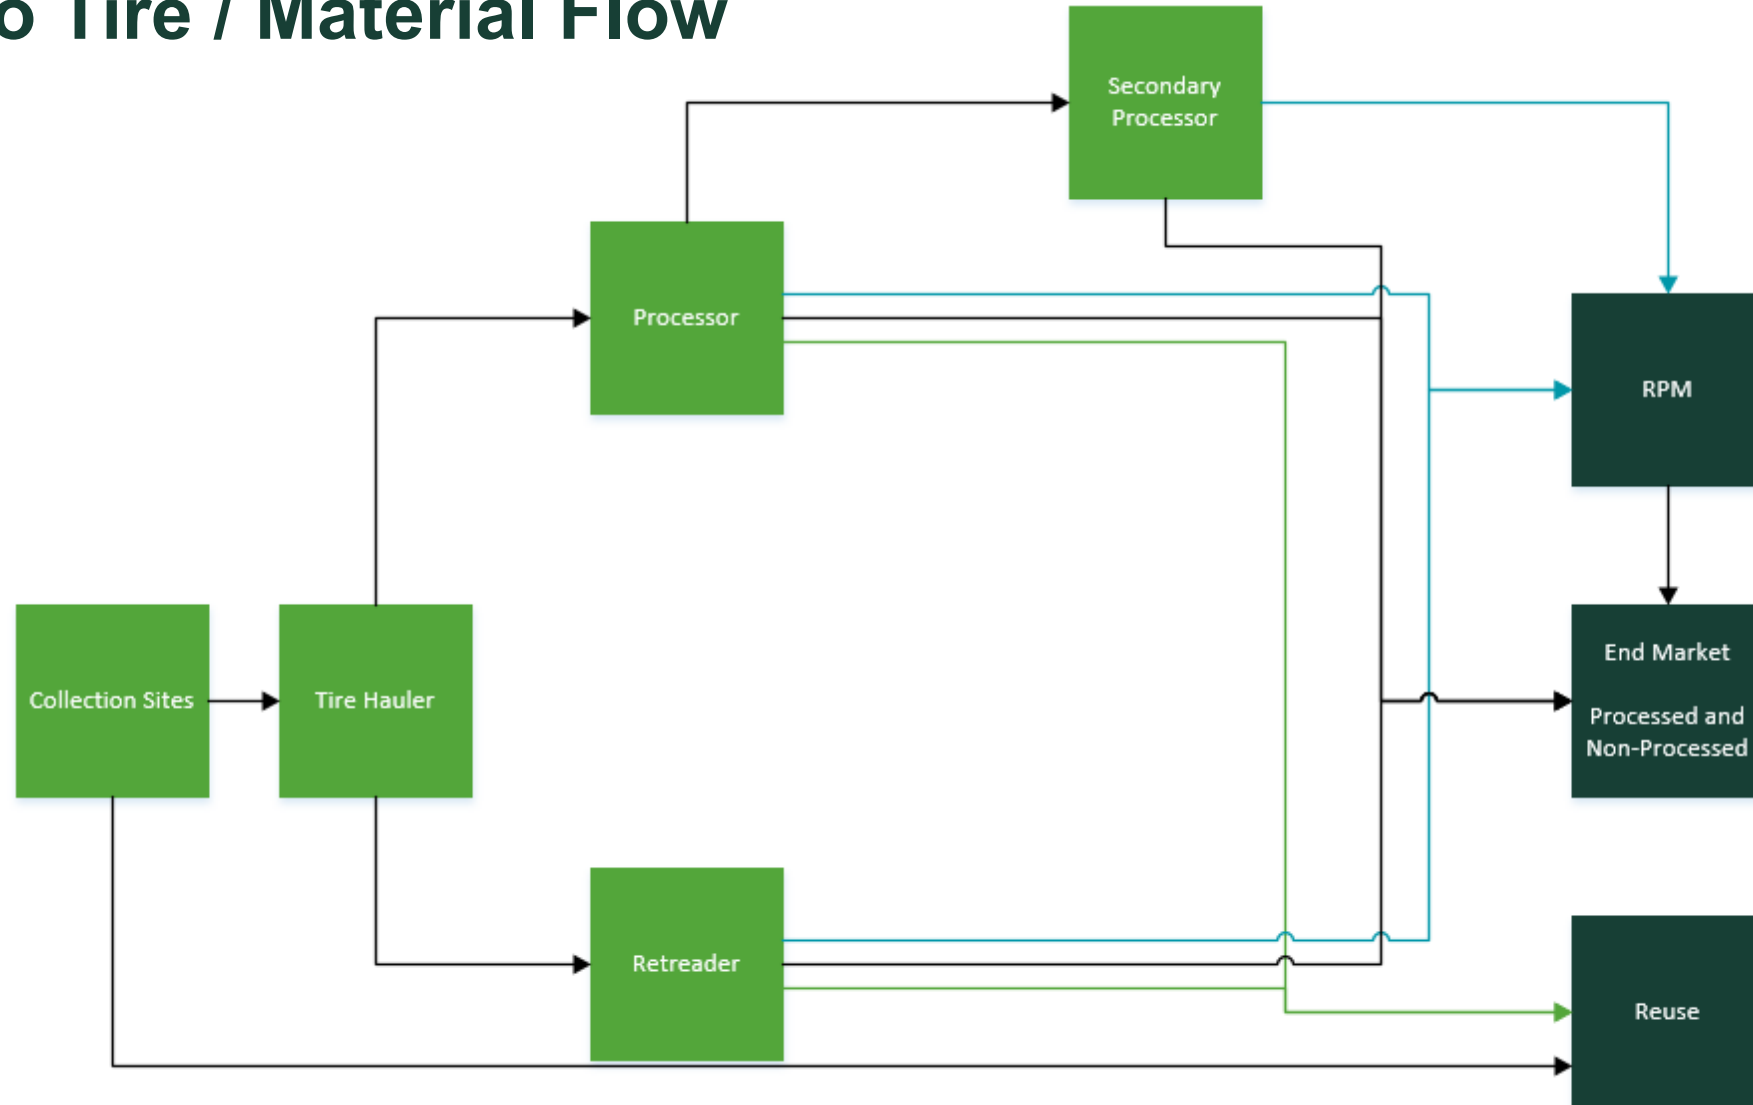 o Tire / Material Flow
Secondary
Processor
Processor
RPM
Collection Sites
Tire Hauler
End Market
Processed and
Non-Processed
Retreader
Reuse